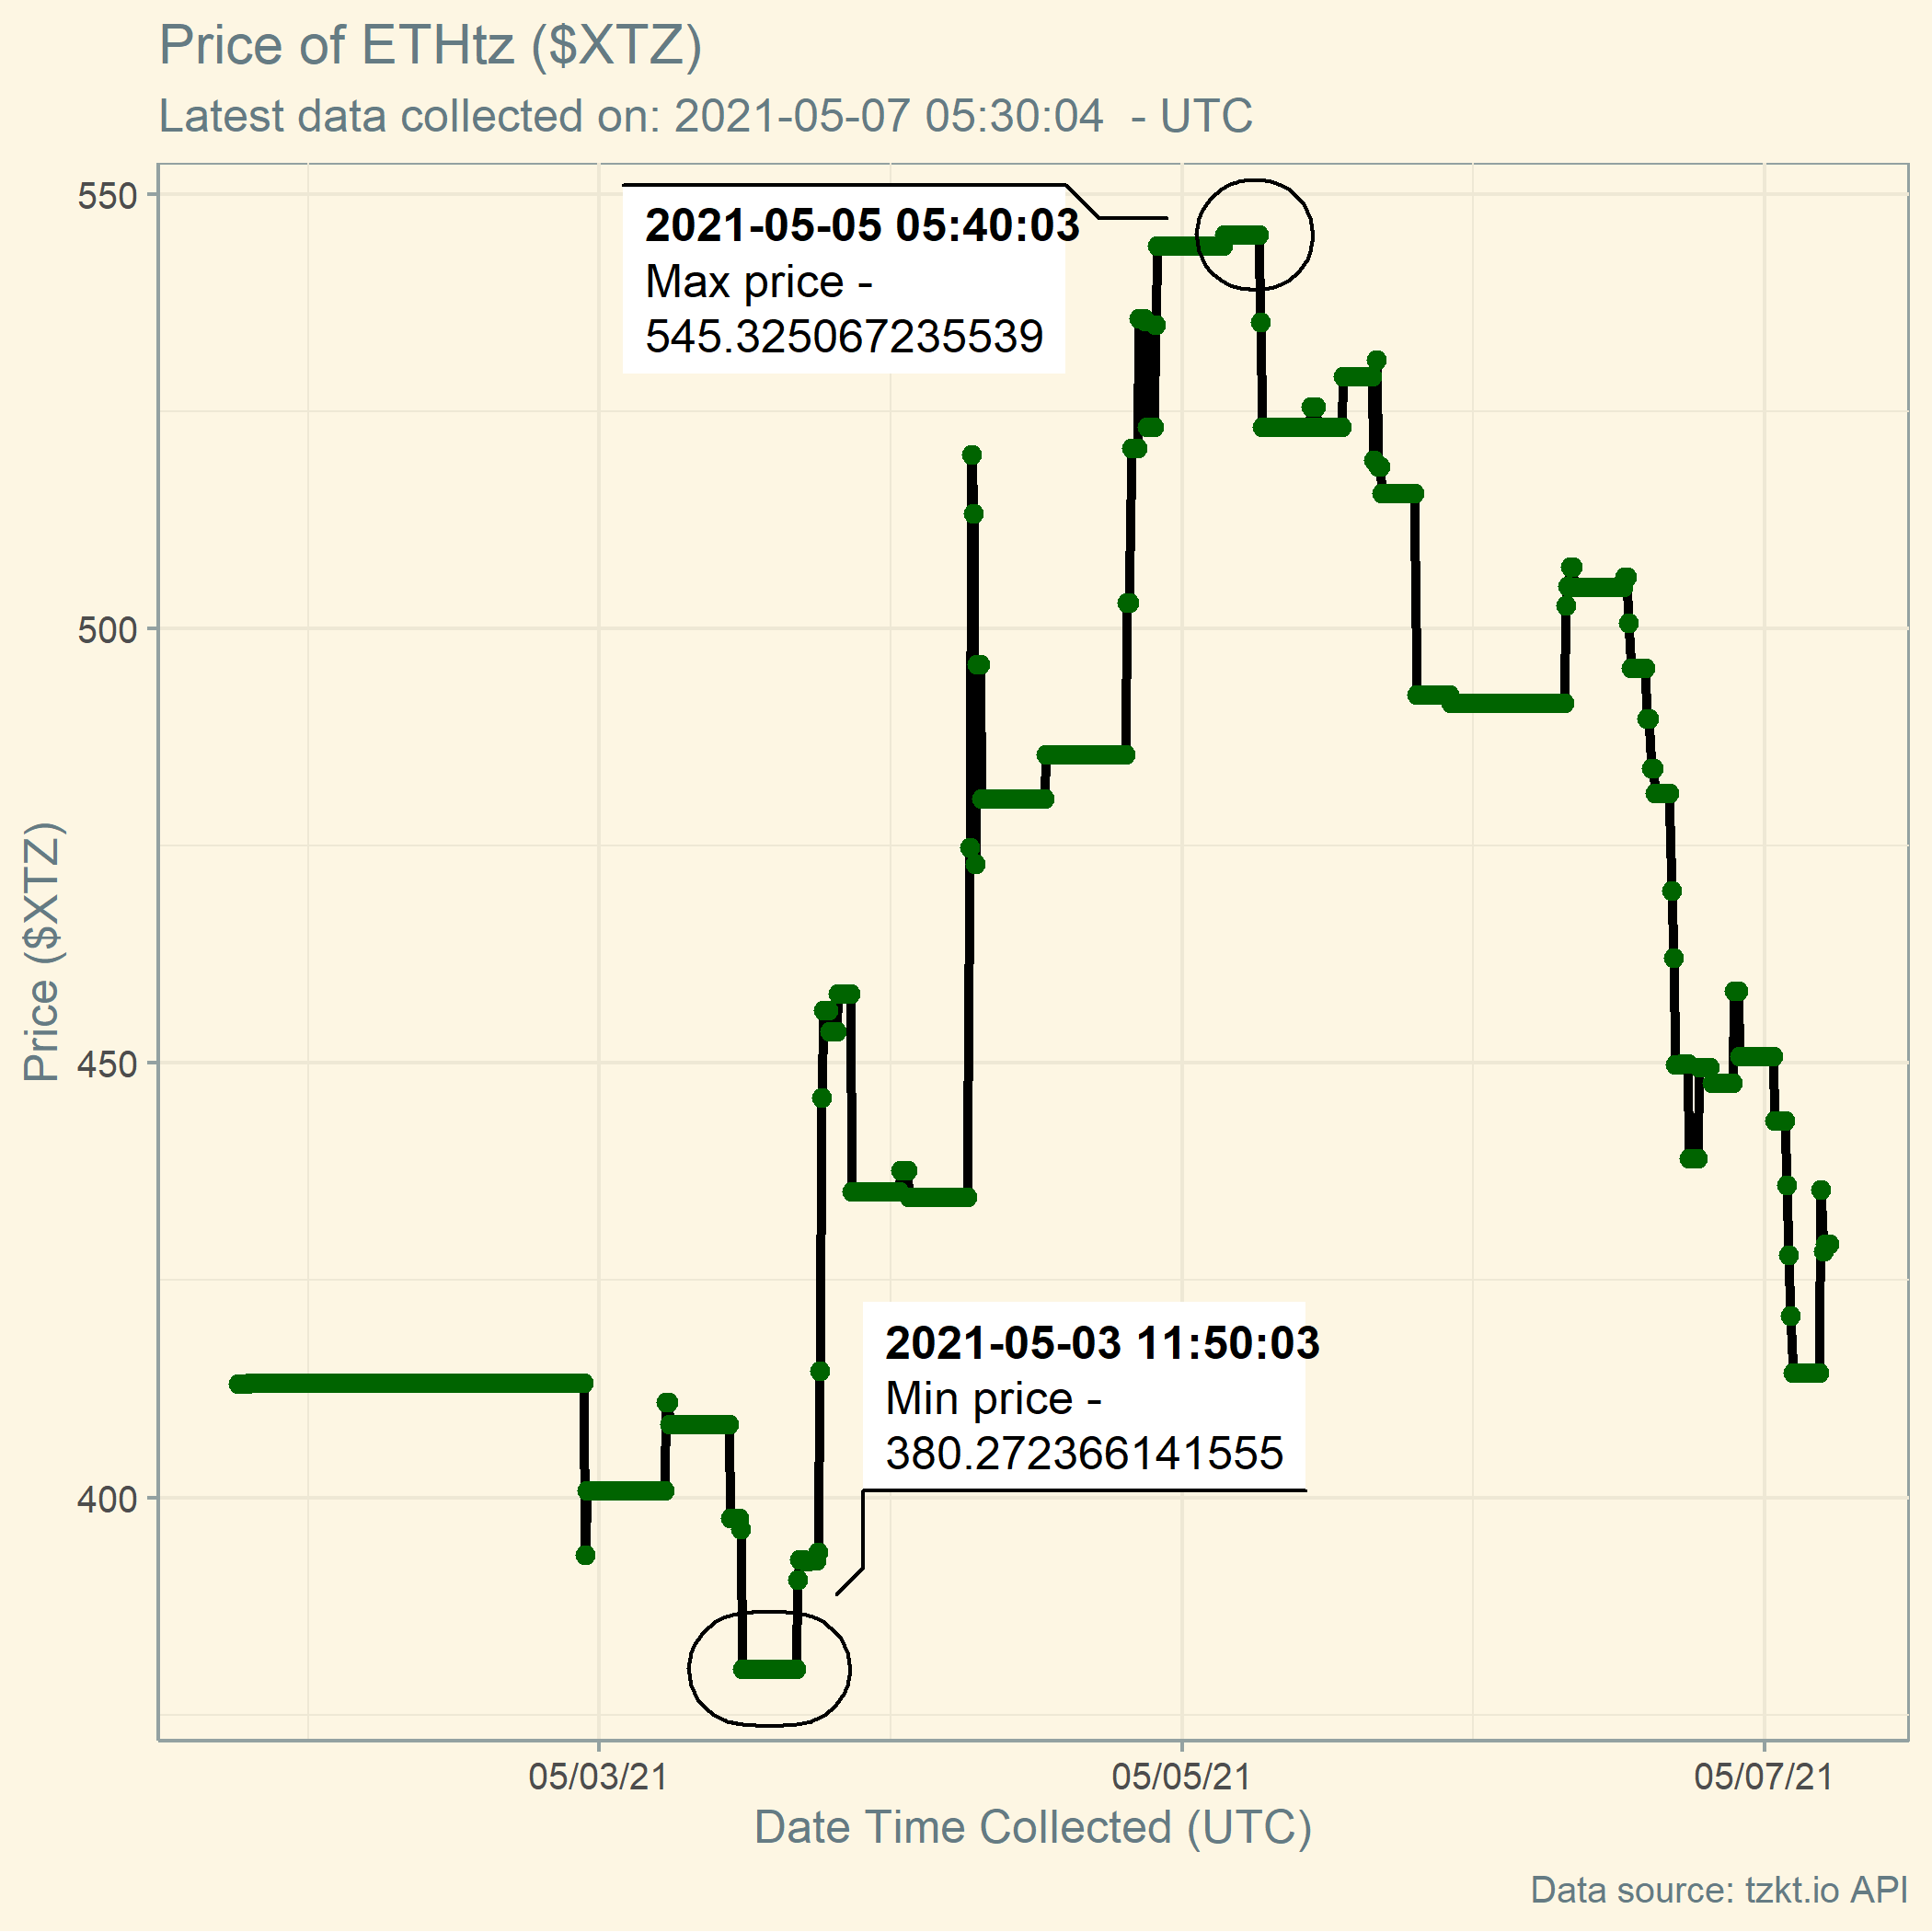 Price of ETHtz ($XTZ)
Latest data collected on: 2021-05-07 05:30:04  - UTC
550
500
450
400
Price ($XTZ)
2021-05-05 05:40:03
Max price -
545.325067235539
2021-05-03 11:50:03
Min price -
380.272366141555
05/03/21
05/05/21
05/07/21
Date Time Collected (UTC)
Data source: tzkt.io API